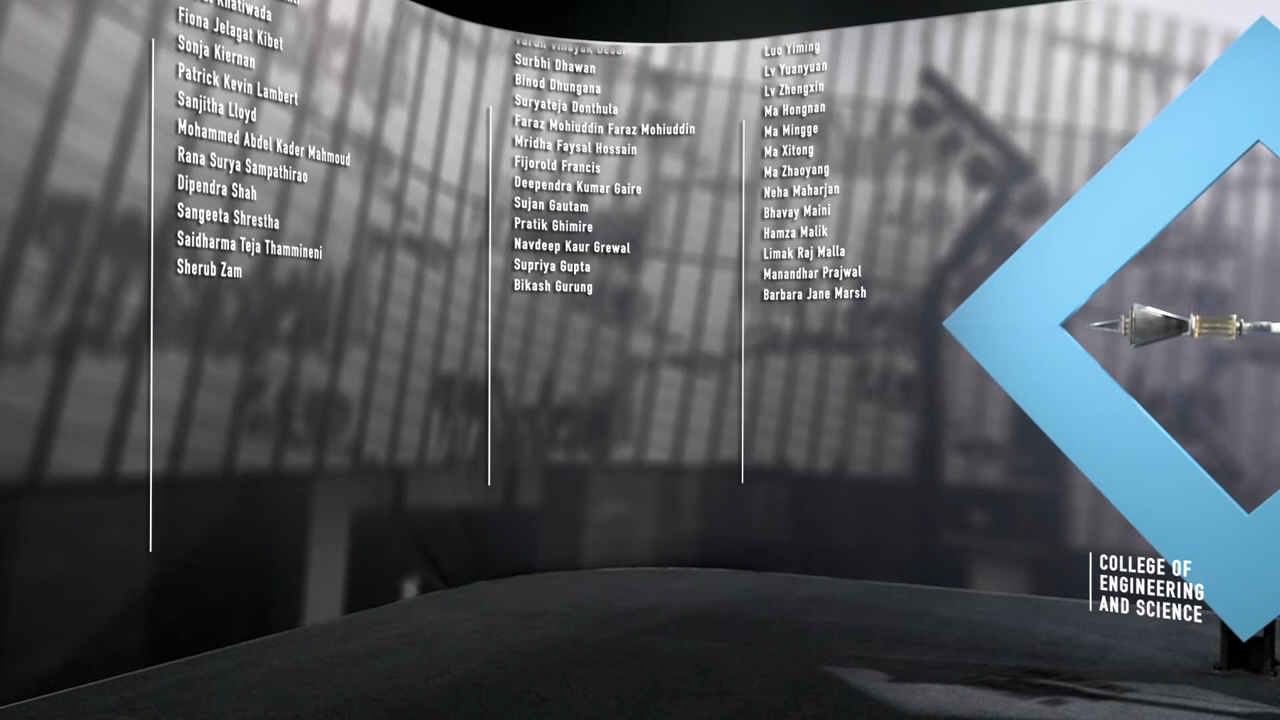 Khatiwada
Fiona Jelagat Kibet
Sonja Kiernan
Patrick Kevin Lambert
Sanjitha Lloyd
Mohammed Abdel Kader Mahmoud
Rana Surya Sampathirao
Dipendra Shah
Sangeeta Shrestha
Saidharma Teja Thammineni
Sherub Zam
Varun Vinayak Desai
Surbhi Dhawan
Binod Dhungana
Suryateja Donthula
Faraz Mohiuddin Faraz Mohiuddin
Mridha Faysal Hossain
Fijorold Francis
Deependra Kumar Gaire
Sujan Gautam
Pratik Ghimire
Navdeep Kaur Grewal
Supriya Gupta
Bikash Gurung
Luo Yiming
Lv Yuanyuan
Lv Zhengxin
Ma Hongnan
Ma Mingge
Ma Xitong
Ma Zhaoyang
Neha Maharjan
Bhavay Maini
Hamza Malik
Limak Raj Malla
Manandhar Prajwal
Barbara Jane Marsh
COLLEGE OF
ENGINEERING
AND SCIENCE